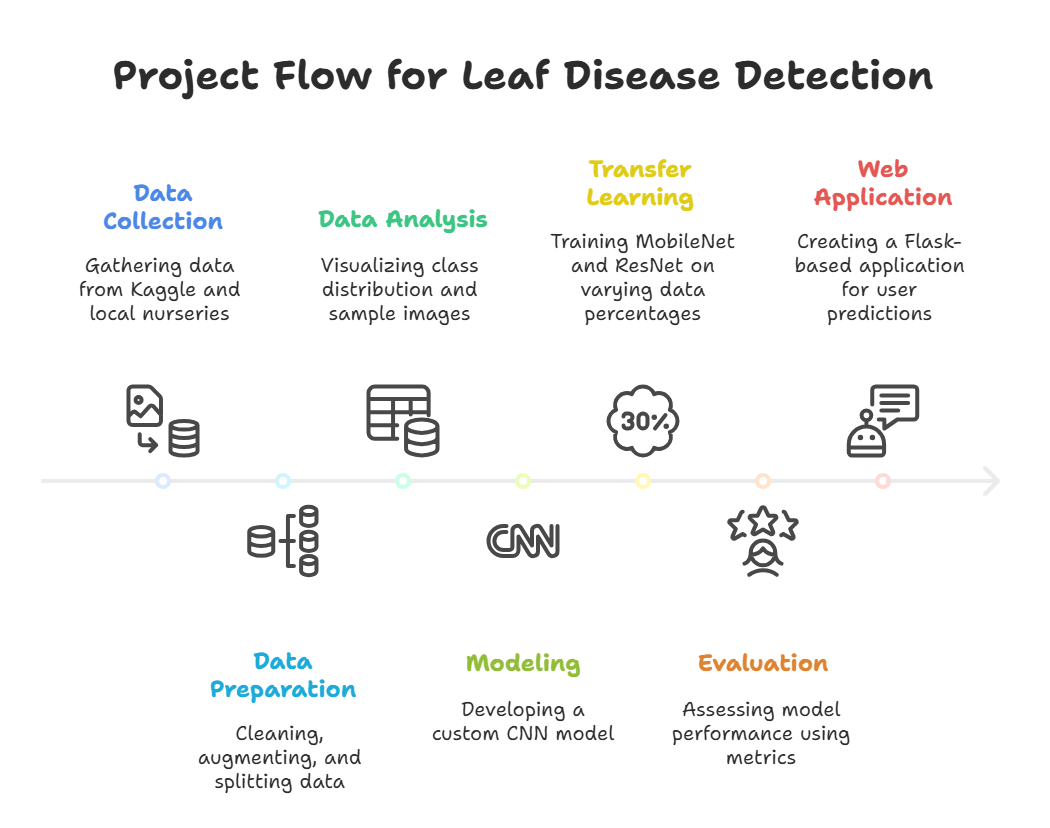 Project Flow for Leaf Disease Detection
Data
Collection
Gathering data
from Kaggle and
local nurseries
Data Analysis
Visualizing class
distribution and
sample images
Transfer
Learning
Training MobileNet
and ResNet on
varying data
percentages
Web
Application
Creating a Flask-
based application
for user
predictions
30%
CNN
Data
Preparation
Cleaning,
augmenting, and
splitting data
Modeling
Developing a
custom CNN model
Evaluation
Assessing model
performance using
metrics